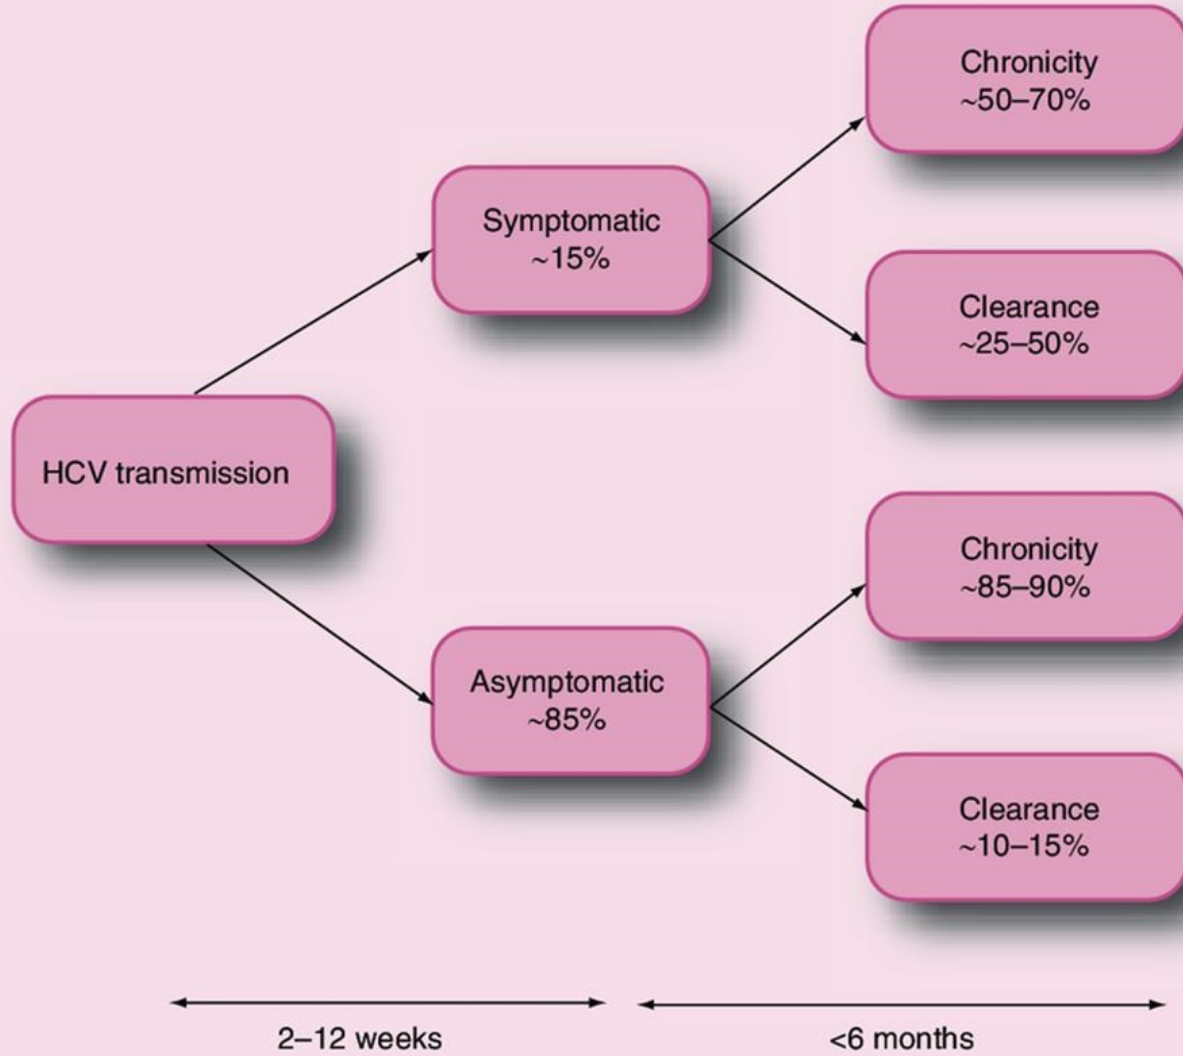 Chronicity
~50–70%
Symptomatic
~15%
Clearance
~25–50%
HCV transmission
Chronicity
~85–90%
Asymptomatic
~85%
Clearance
~10–15%
2–12 weeks
<6 months